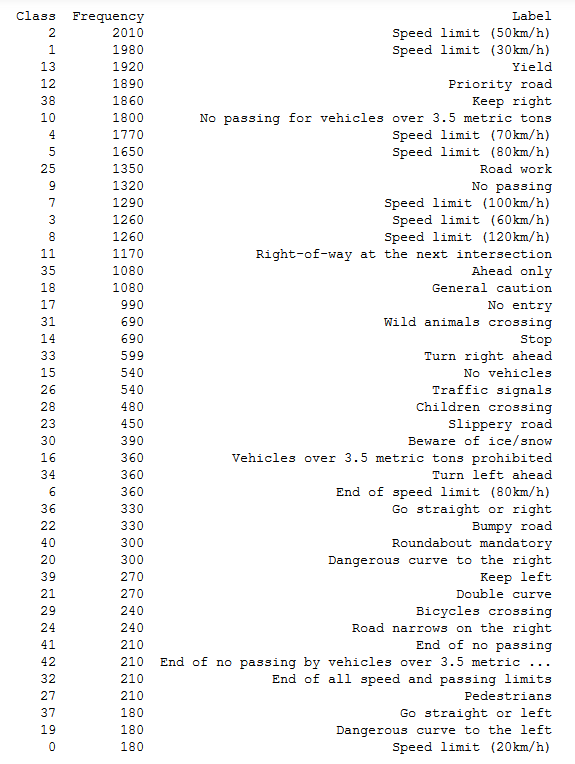 Class Frequency Label
2 2010 Speed limit (50km/h)
1 1980 Speed limit (30km/h)
13 1920 Yield
12 1890 Priority road
38 1860 Keep right
10 1800 No passing for vehicles over 3.5 metric tons
4 1770 Speed limit (70km/h)
5 1650 Speed limit (80km/h)
25 1350 Road work
9 1320 No passing
7 1290 Speed limit (100km/h)
3 1260 Speed limit (60km/h)
8 1260 Speed limit (120km/h)
11 1170 Right-of-way at the next intersection
35 1080 Ahead only
18 1080 General caution
17 990 No entry
31 690 Wild animals crossing
14 690 Stop
33 599 Turn right ahead
15 540 No vehicles
26 540 Traffic signals
28 480 Children crossing
23 450 Slippery road
30 390 Beware of ice/snow
16 360 Vehicles over 3.5 metric tons prohibited
34 360 Turn left ahead
6 360 End of speed limit (80km/h)
36 330 Go straight or right
22 330 Bumpy road
40 300 Roundabout mandatory
20 300 Dangerous curve to the right
39 270 Keep left
21 270 Double curve
29 240 Bicycles crossing
24 240 Road narrows on the right
41 210 End of no passing
42 210 End of no passing by vehicles over 3.5 metric ...
32 210 End of all speed and passing limits
27 210 Pedestrians
37 180 Go straight or left
19 180 Dangerous curve to the left
0 180 Speed limit (20km/h)